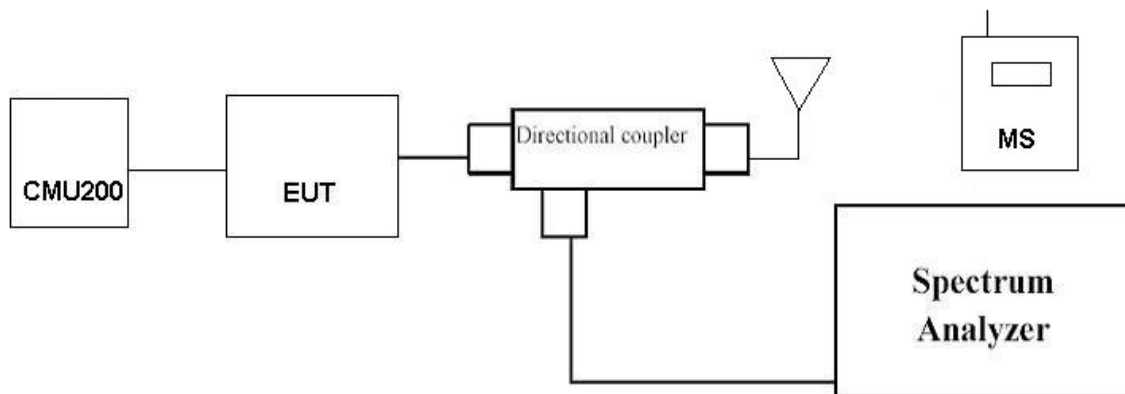 CMU200
EUT
Directional coupler
MS
Spectrum
Analyzer